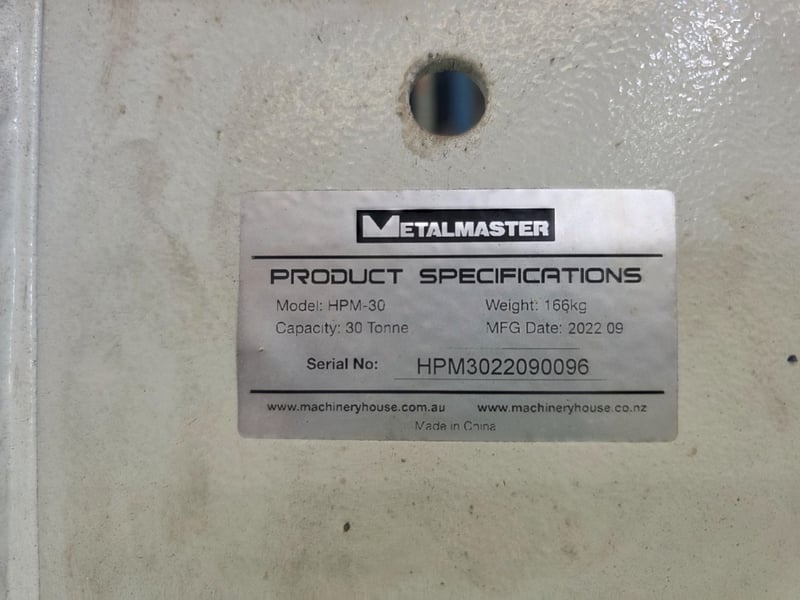 METALMASTER
PRODUCT SPECIFICATIONS
Model: HPM-30 Weight: 166kg
Capacity: 30 Tonne MFG Date: 2022 09
Serial No: HPM3022090096
www.machineryhouse.com.au www.machineryhouse.co.nz
Made in China